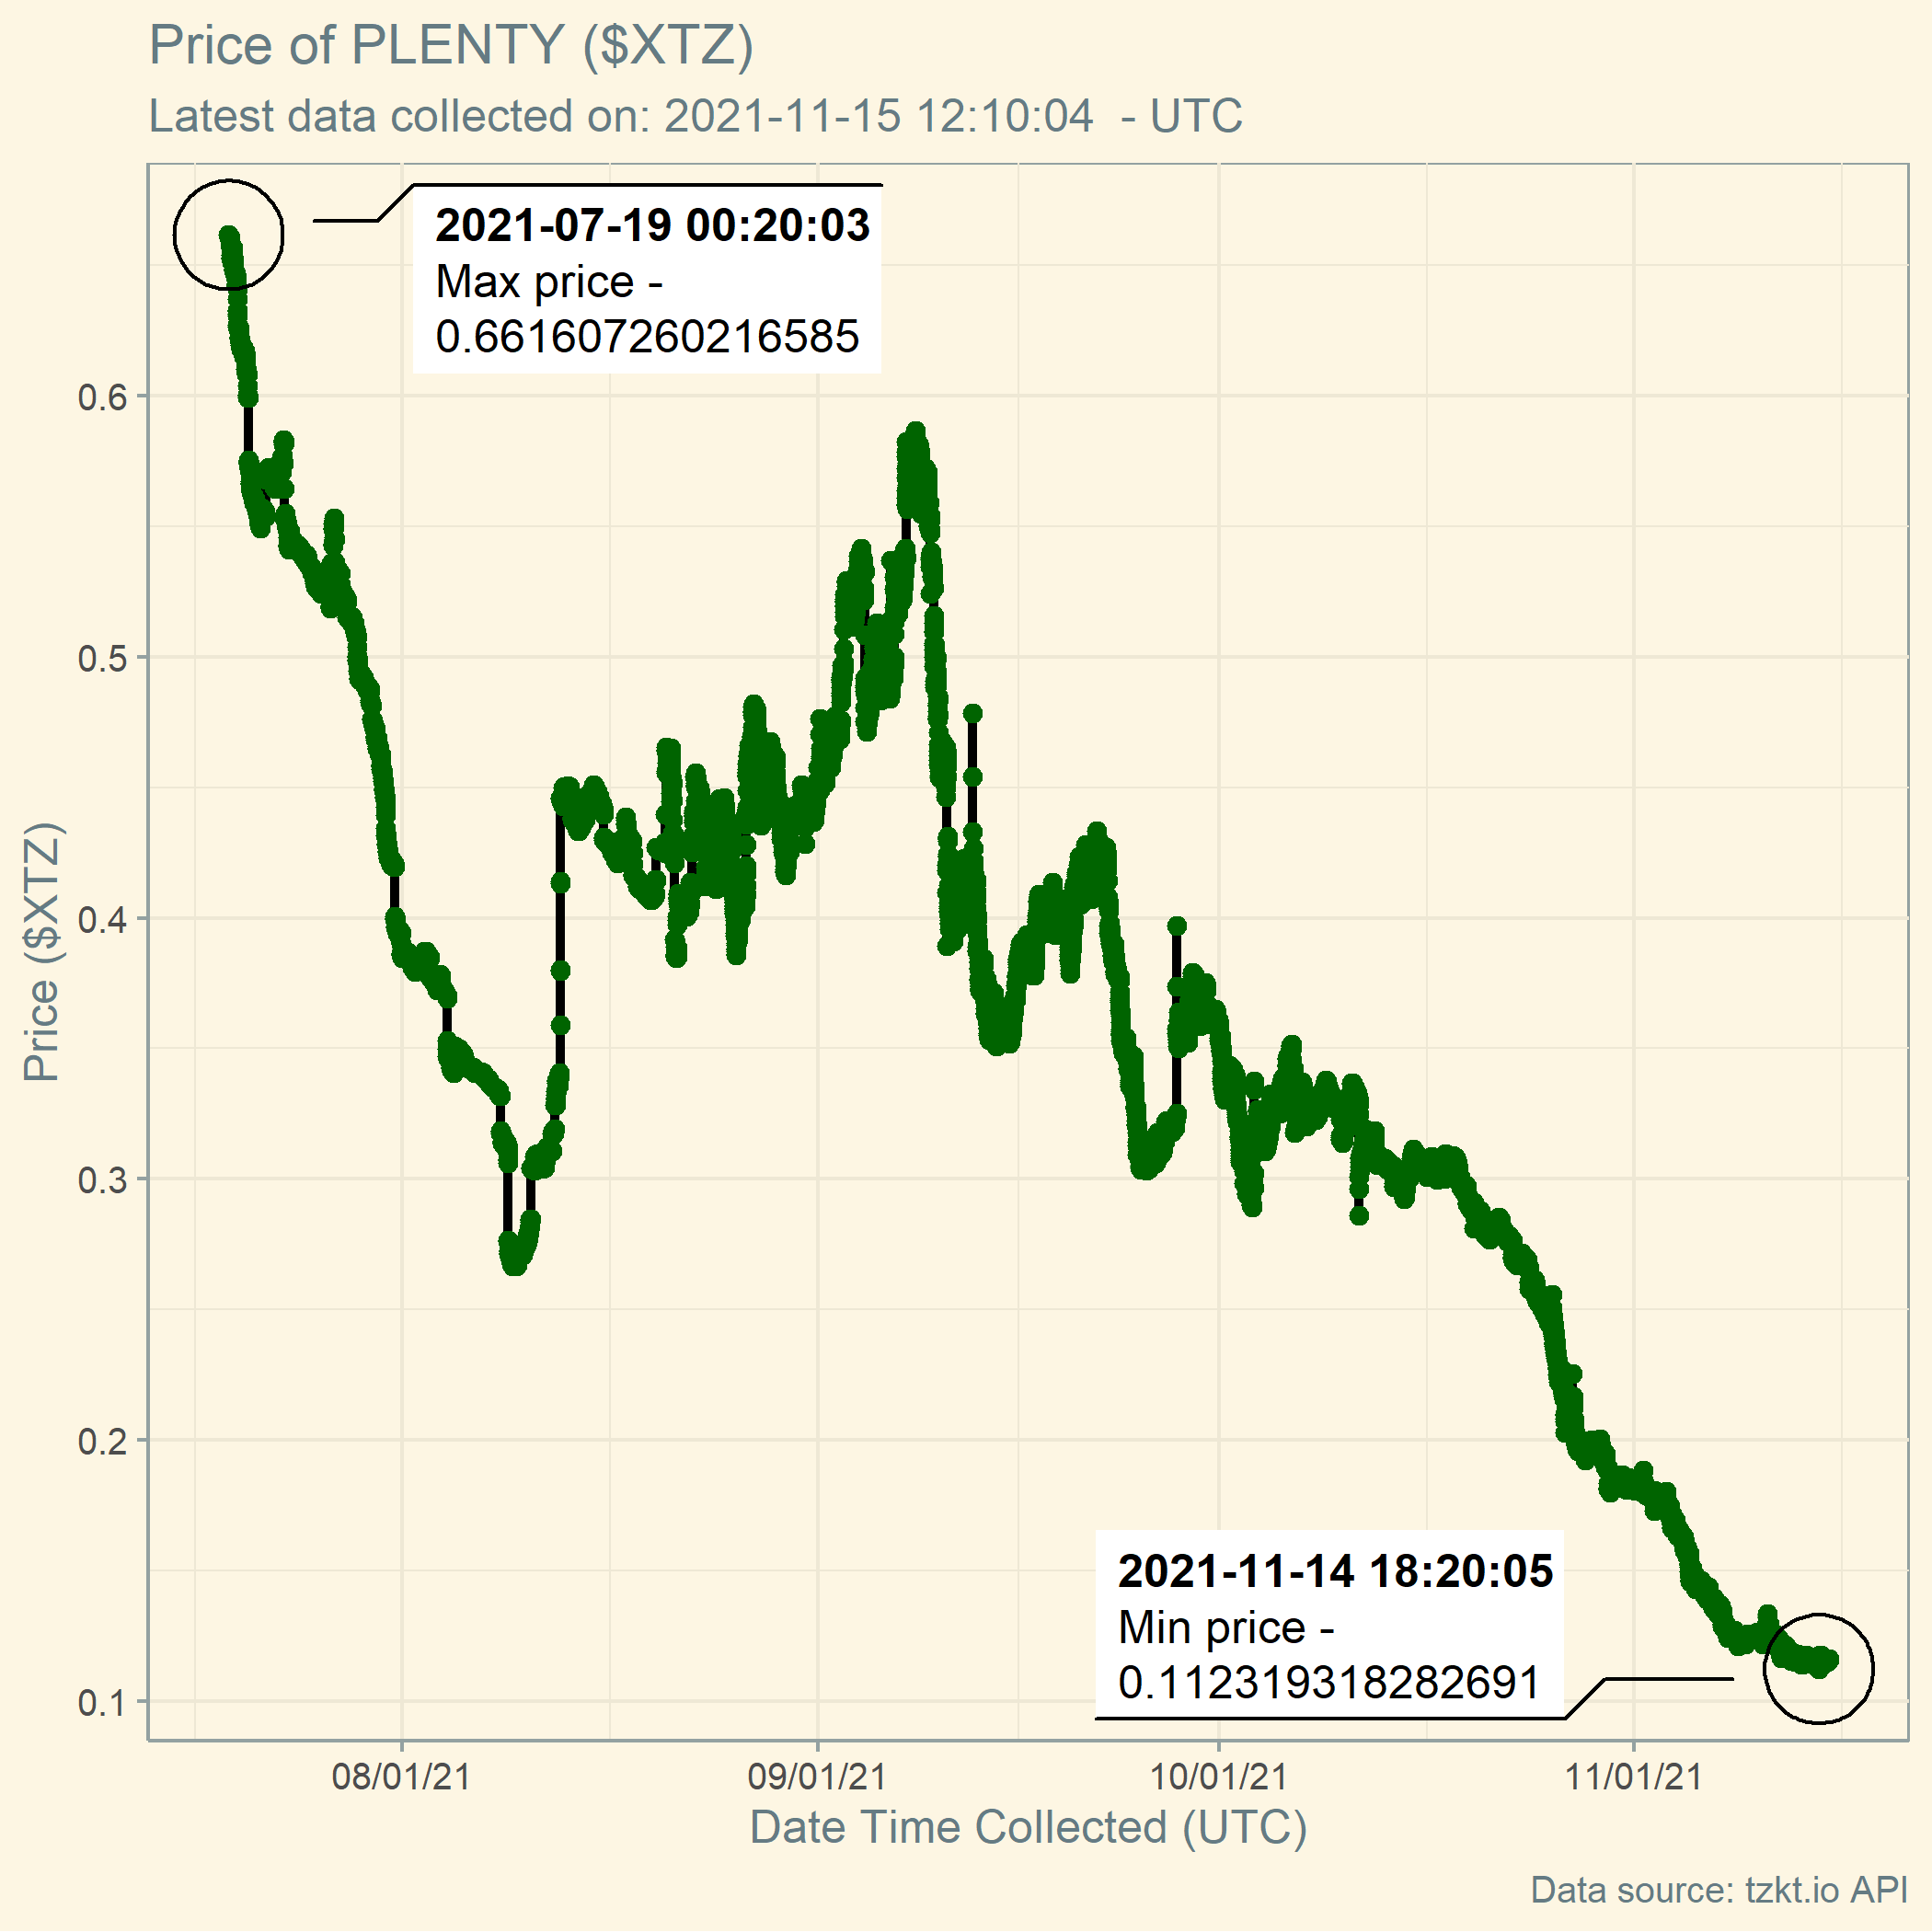 Price of PLENTY ($XTZ)
Latest data collected on: 2021-11-15 12:10:04  - UTC
2021-07-19 00:20:03
Max price -
0.661607260216585
0.6
0.5
0.4
0.3
0.2
0.1
Price ($XTZ)
2021-11-14 18:20:05
Min price -
0.112319318282691
08/01/21
09/01/21
10/01/21
11/01/21
Date Time Collected (UTC)
Data source: tzkt.io API